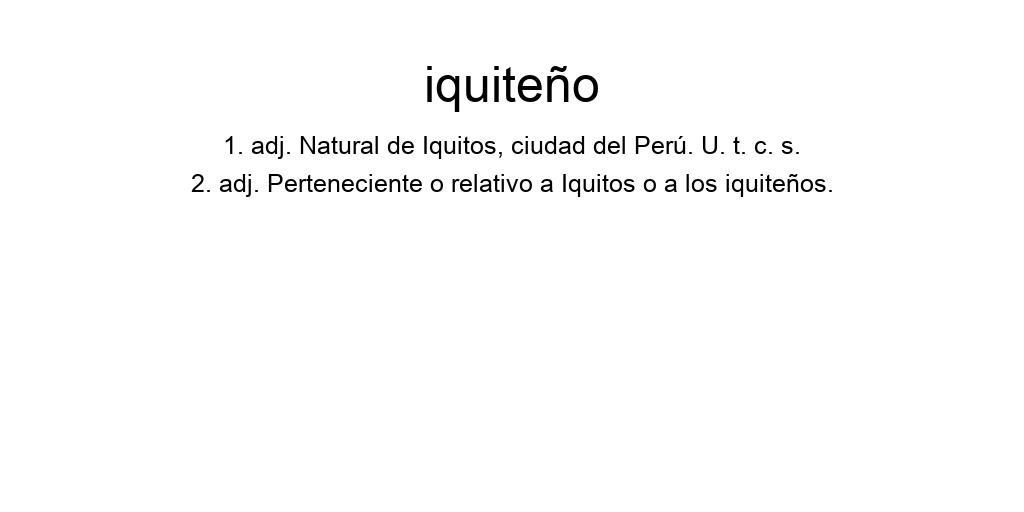 iquiteño
1. adj. Natural de Iquitos, ciudad del Perú. U. t. c. s.
2. adj. Perteneciente o relativo a Iquitos o a los iquiteños.